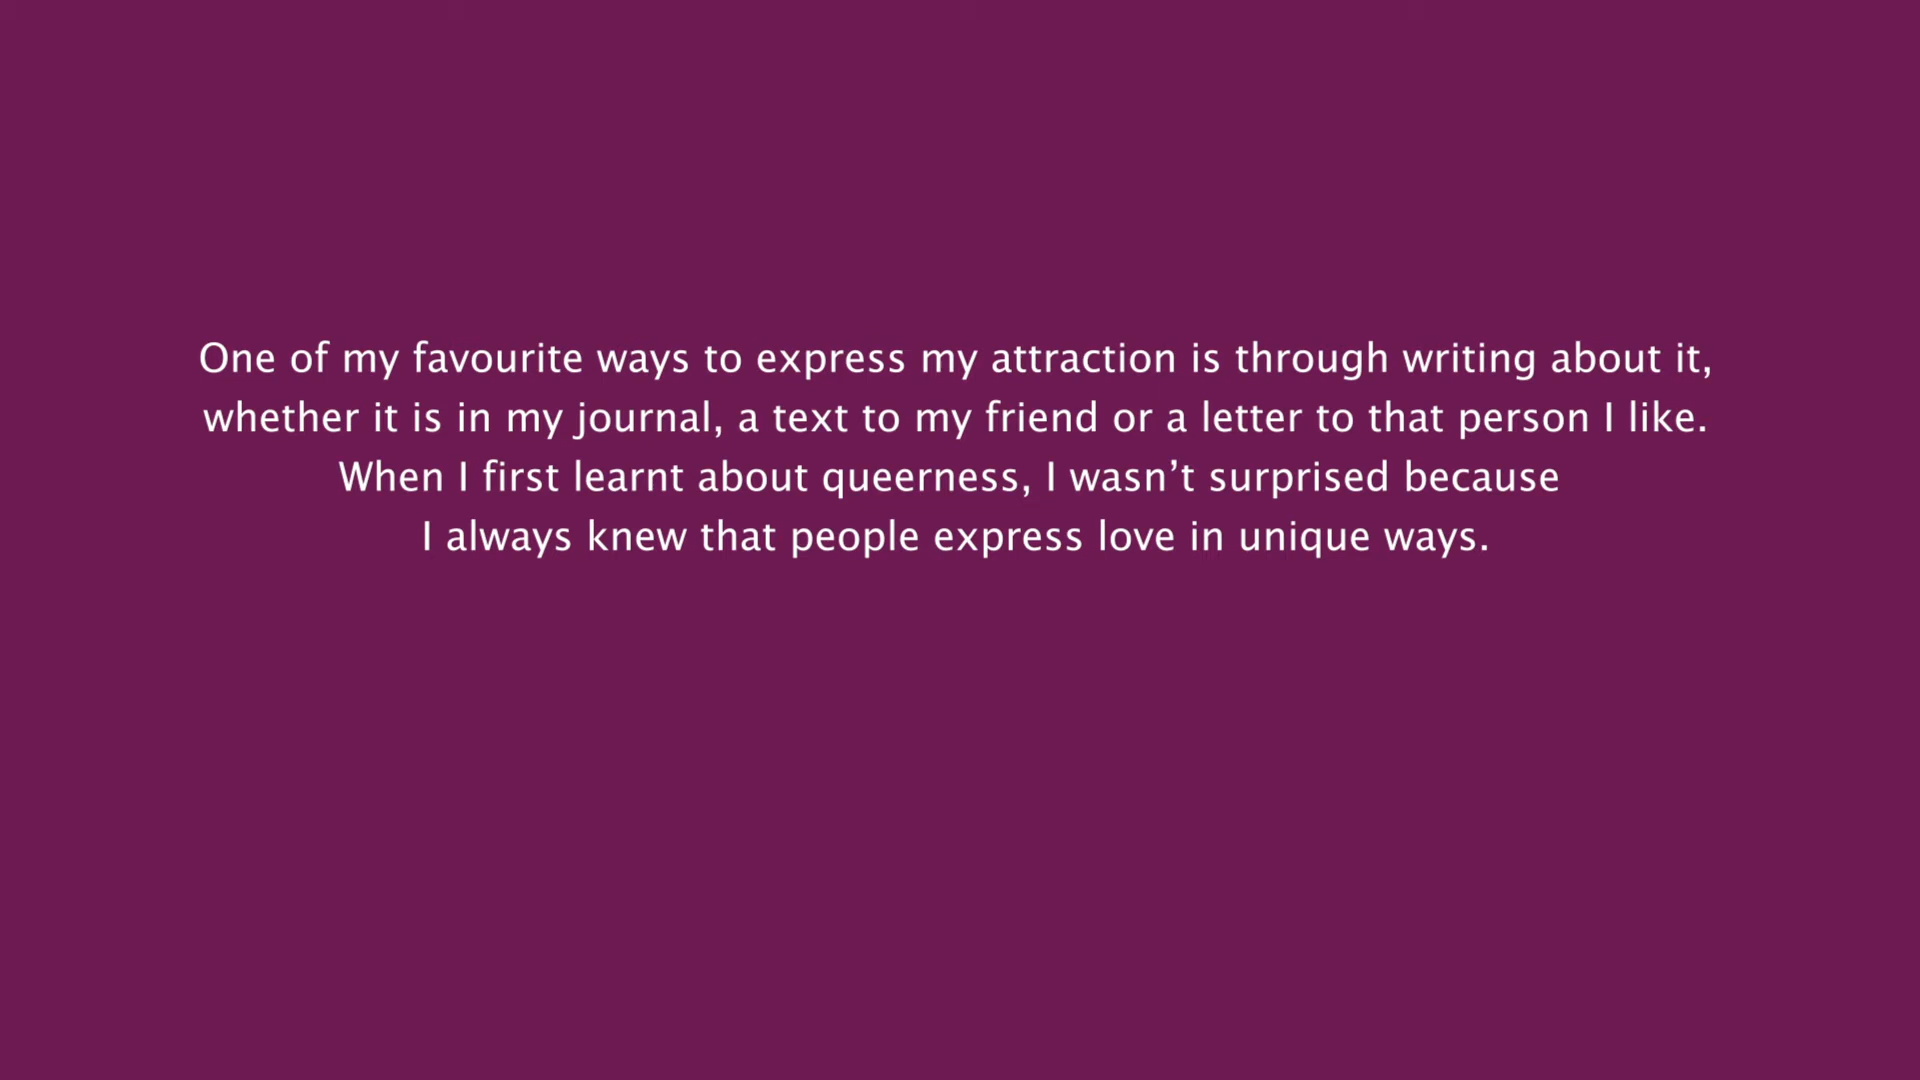 One of my favourite ways to express my attraction is through writing about it,
whether it is in my journal, a text to my friend or a letter to that person I like.
When I first learnt about queerness, I wasn’t surprised because
I always knew that people express love in unique ways.